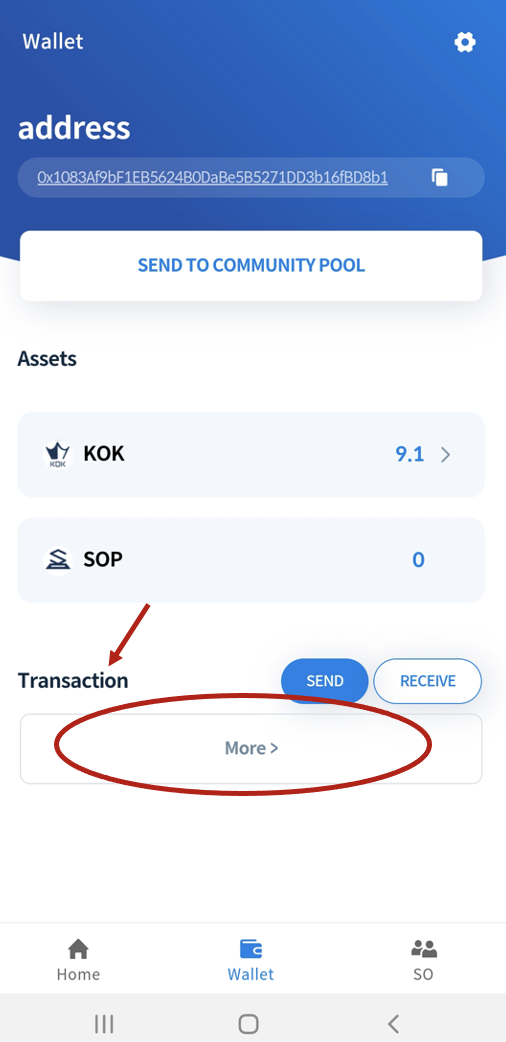 Wallet
address
0x1083Af9bF1EB5624B0DaBe5B5271DD3b16fBD8b1
SEND TO COMMUNITY POOL
Assets
KOK
KOK 9.1
SOP 0
Transaction SEND RECEIVE
More >
Home Wallet SO